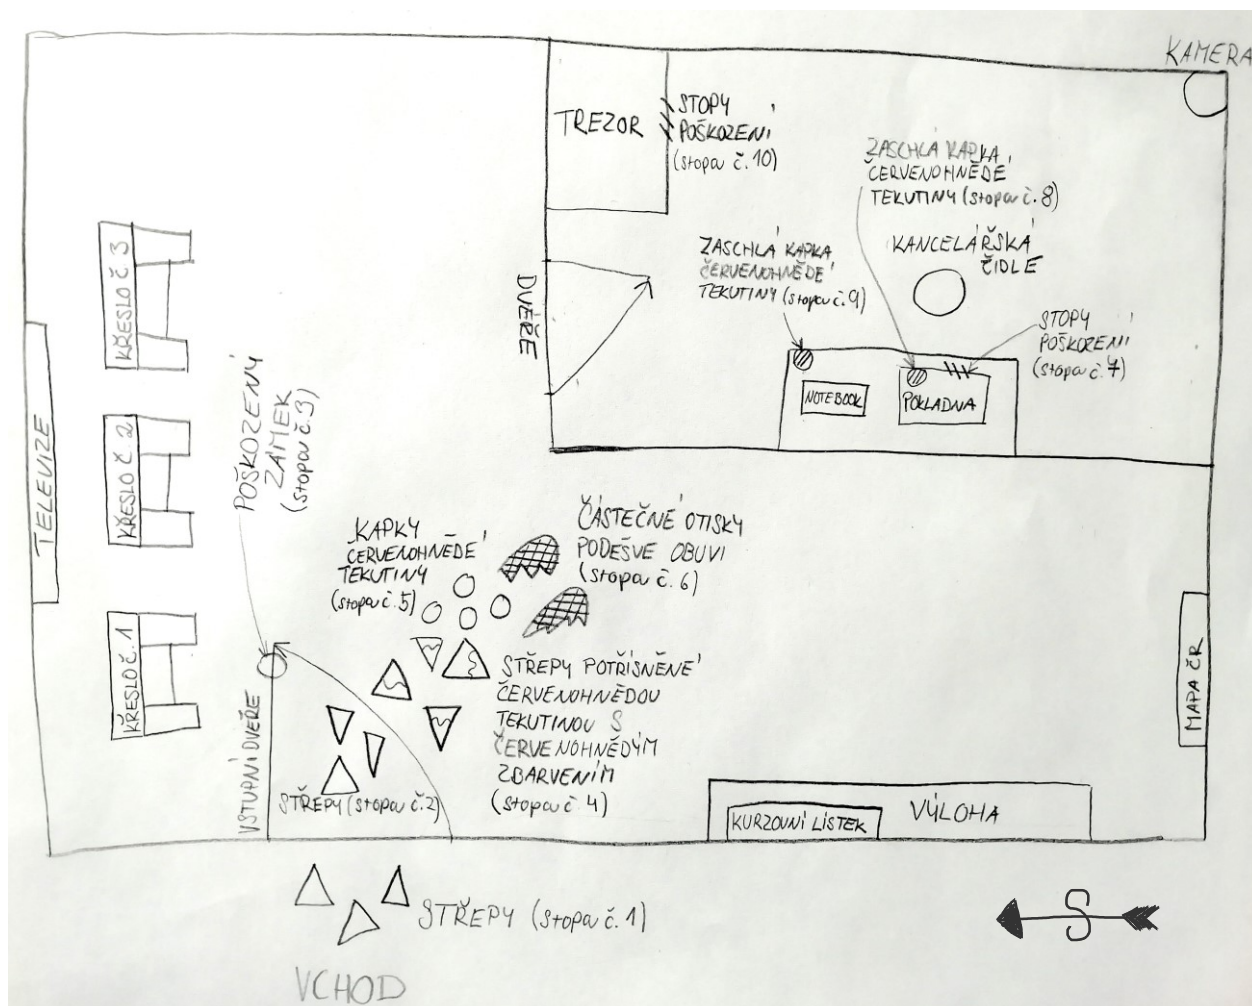 KAMERA
TREZOR
STOPY
POŠKOZENÍ
(stopa č.10)
ZASCHLÁ KAPKA
ČERVENOHNĚDÉ
TEKUTINY (stopa č.8)
KANCELÁŘSKÁ
ŽIDLE
ZASCHLÁ KAPKA
ČERVENOHNĚDÉ
TEKUTINY (stopa č.9)
STOPY
POŠKOZENÍ
(stopa č.7)
NOTEBOOK
POKLADNA
DVEŘE
KŘESLO Č. 3
KŘESLO Č 2
KŘESLO č.1
TELEVIZE
POŠKOZENÝ
ZÁMEK
(stopa č.3)
KAPKY
ČERVENOHNĚDÉ
TEKUTINY
(stopa č.5)
ČÁSTEČNÉ OTISKY
PODEŠVE OBUVI
(stopa č.6)
STŘEPY POTŘÍSNĚNÉ
ČERVENOHNĚDOU
TEKUTINOU S
ČERVENOHNĚDÝM
ZBARVENÍM
(stopa č.4)
VSTUPNÍ DVEŘE
STŘEPY (stopa č.2)
MAPA ČR
VÝLOHA
KURZOVNÍ LÍSTEK
STŘEPY (stopa č.1)
S
VCHOD